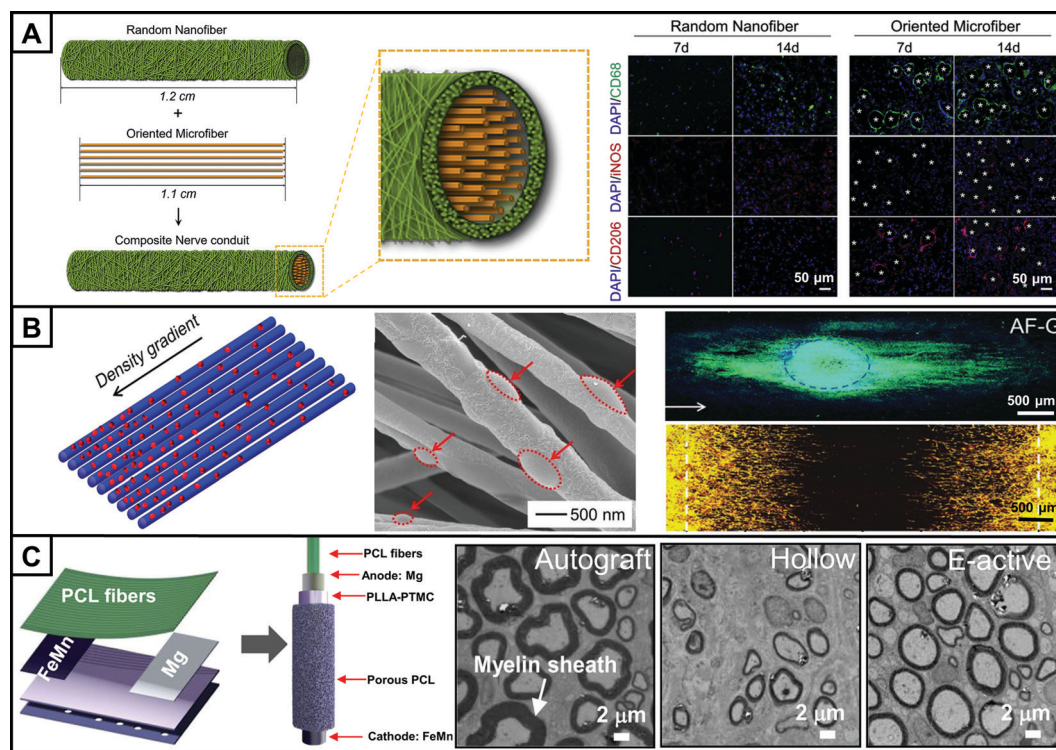 A
Random Nanofiber
1.2 cm
+
Oriented Microfiber
1.1 cm
Composite Nerve conduit
Random Nanofiber
7d 14d
Oriented Microfiber
7d 14d
DAPI/CD68
DAPI/iNOS
DAPI/CD206
50 μm
50 μm
B
Density gradient
500 nm
AF-G
500 μm
500 μm
C
PCL fibers
FeMn
Mg
PCL fibers
Anode: Mg
PLLA-PTMC
Porous PCL
Cathode: FeMn
Autograft
Myelin sheath
2 μm
Hollow
2 μm
E-active
2 μm